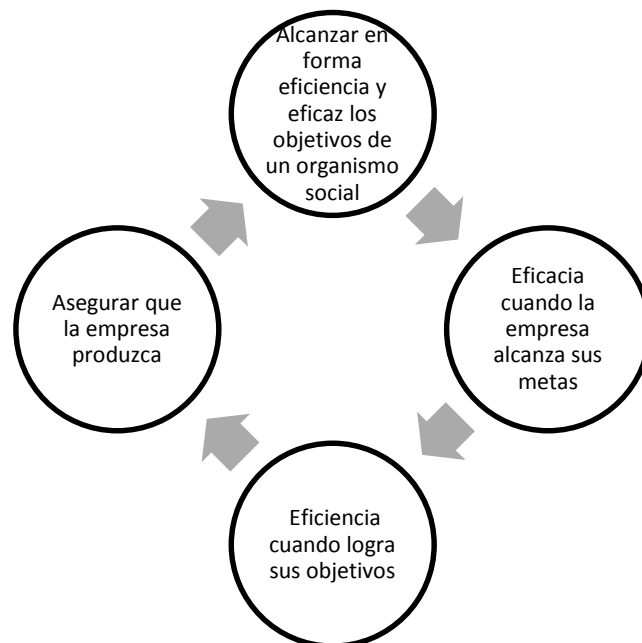 Alcanzar en
forma
eficiencia y
eficaz los
objetivos de
un organismo
social
Eficacia
cuando la
empresa
alcanza sus
metas
Eficiencia
cuando logra
sus objetivos
Asegurar que
la empresa
produzca